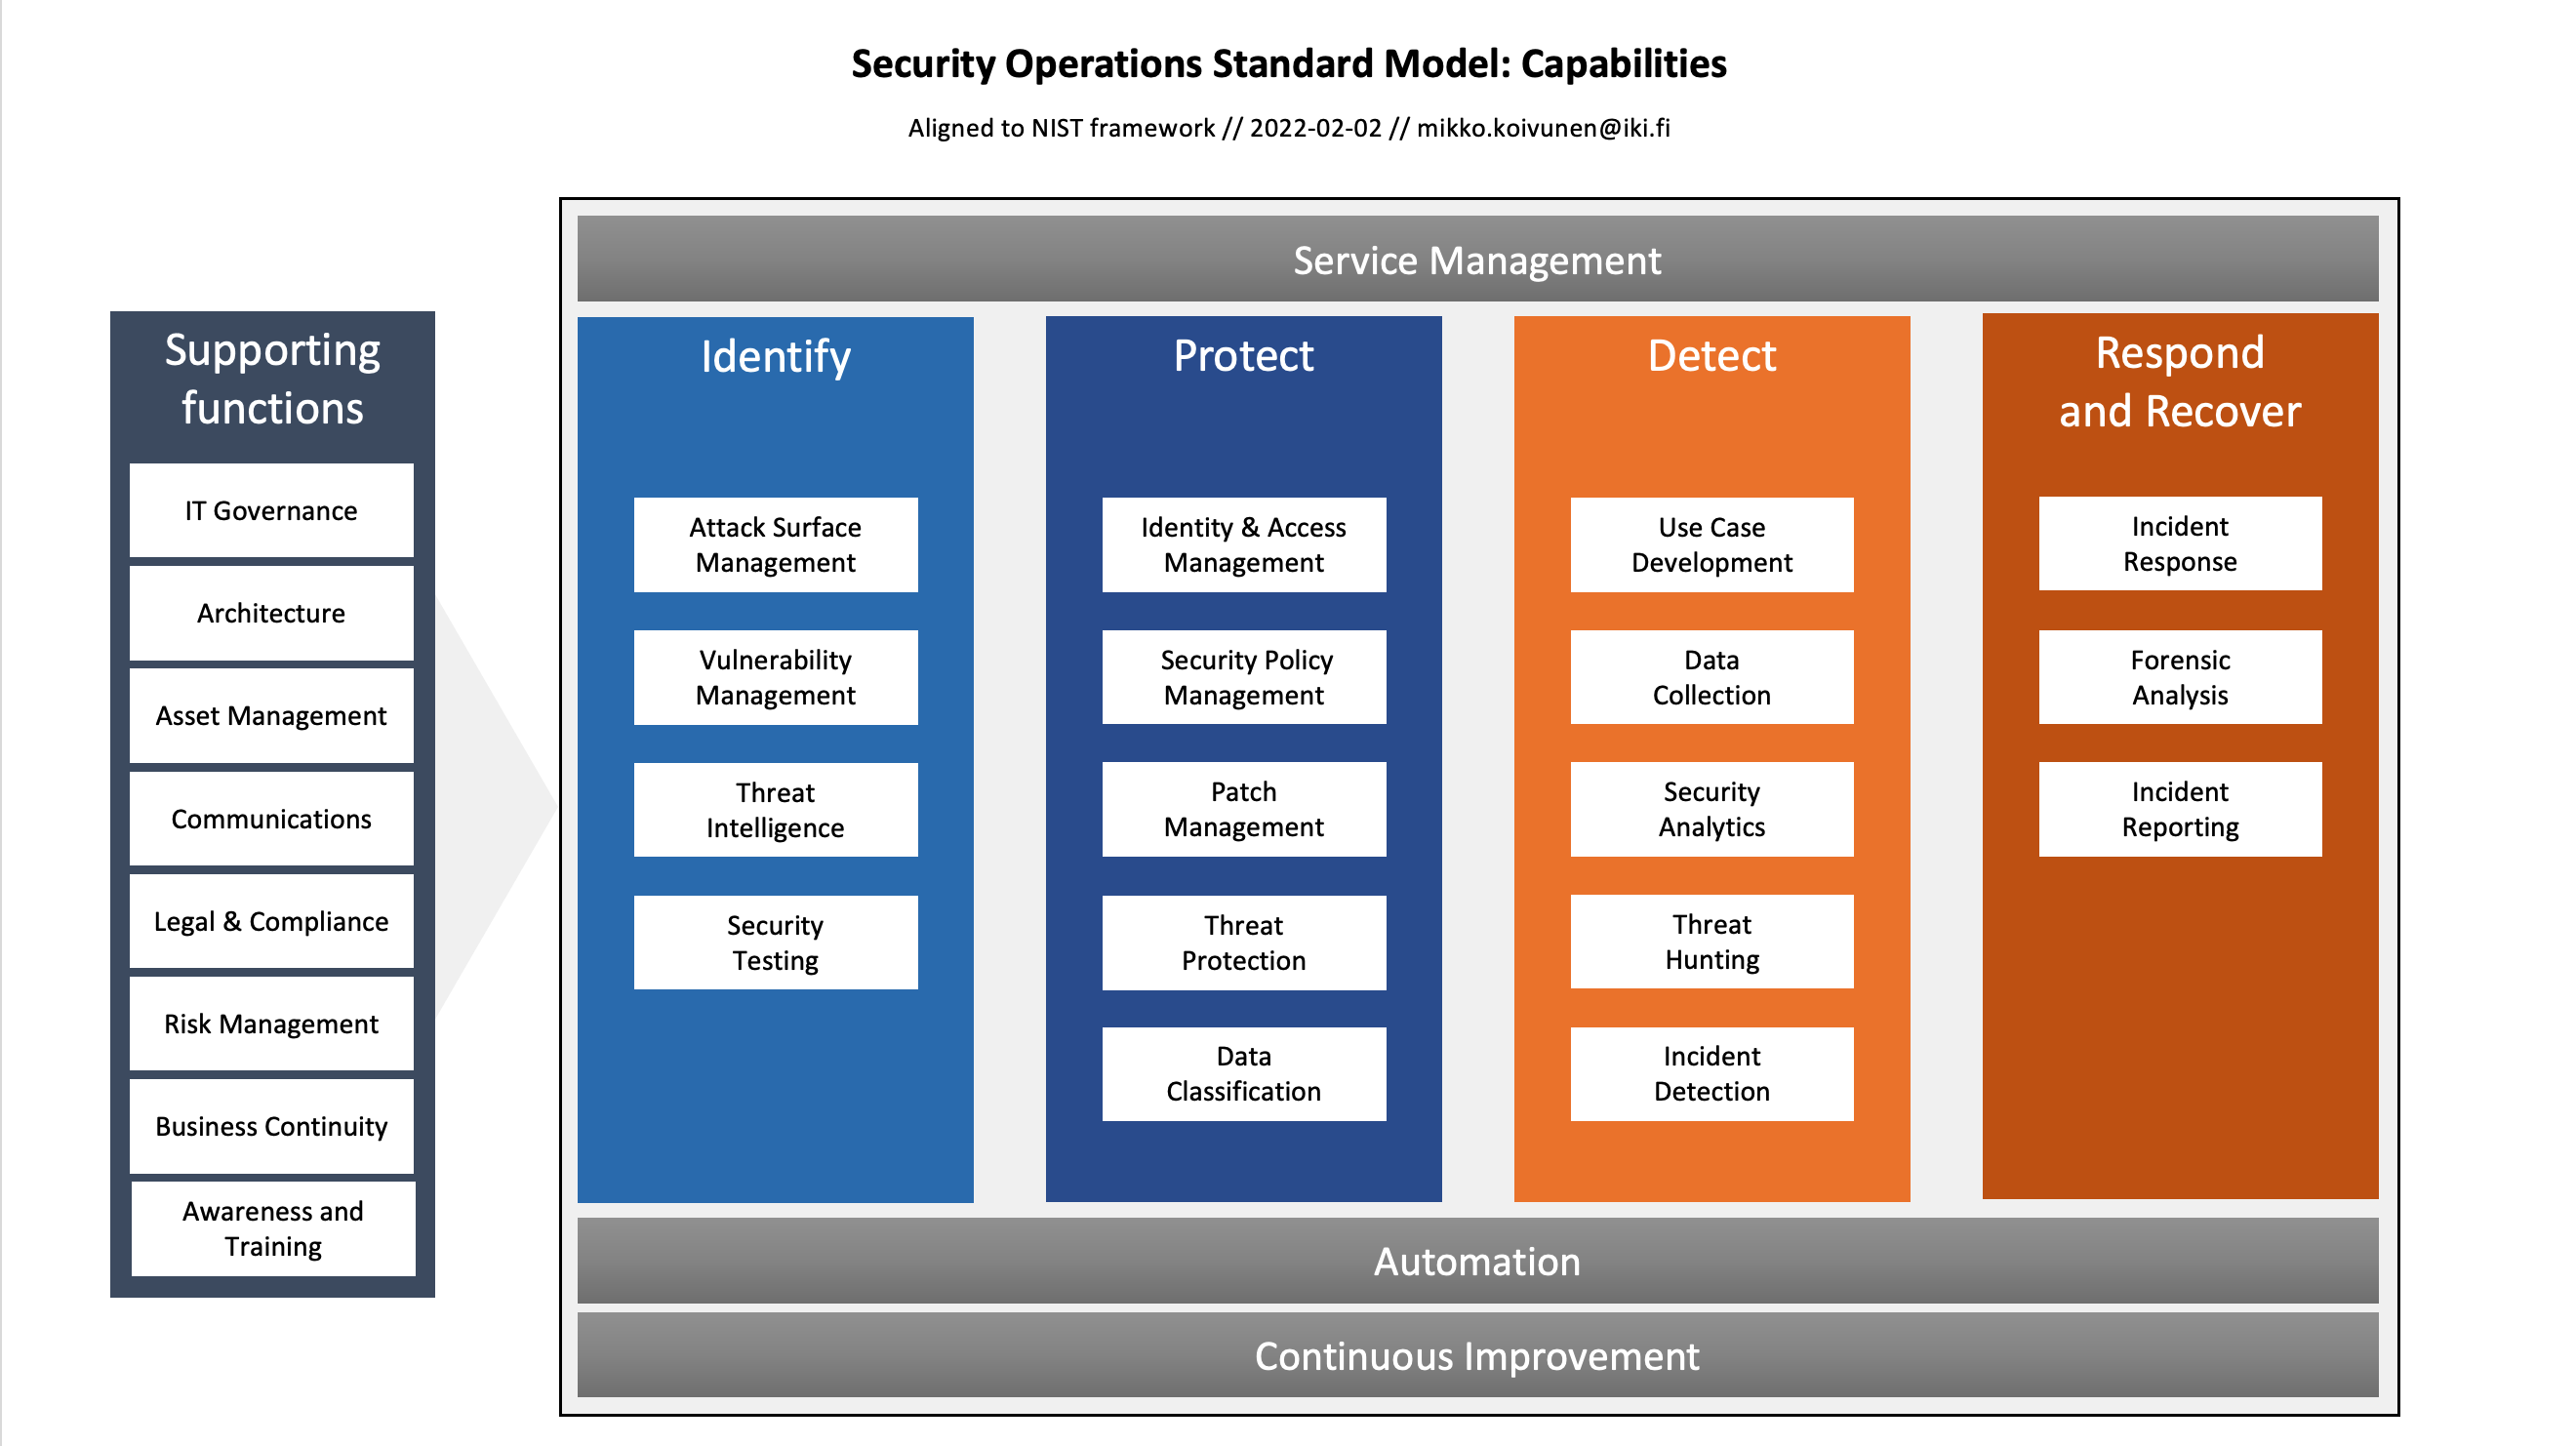 Security Operations Standard Model: Capabilities
Aligned to NIST framework // 2022-02-02 // mikko.koivunen@iki.fi
Supporting
functions
IT Governance
Architecture
Asset Management
Communications
Legal & Compliance
Risk Management
Business Continuity
Awareness and
Training
Service Management
Identify
Attack Surface
Management
Vulnerability
Management
Threat
Intelligence
Security
Testing
Protect
Identity & Access
Management
Security Policy
Management
Patch
Management
Threat
Protection
Data
Classification
Detect
Use Case
Development
Data
Collection
Security
Analytics
Threat
Hunting
Incident
Detection
Respond
and Recover
Incident
Response
Forensic
Analysis
Incident
Reporting
Automation
Continuous Improvement